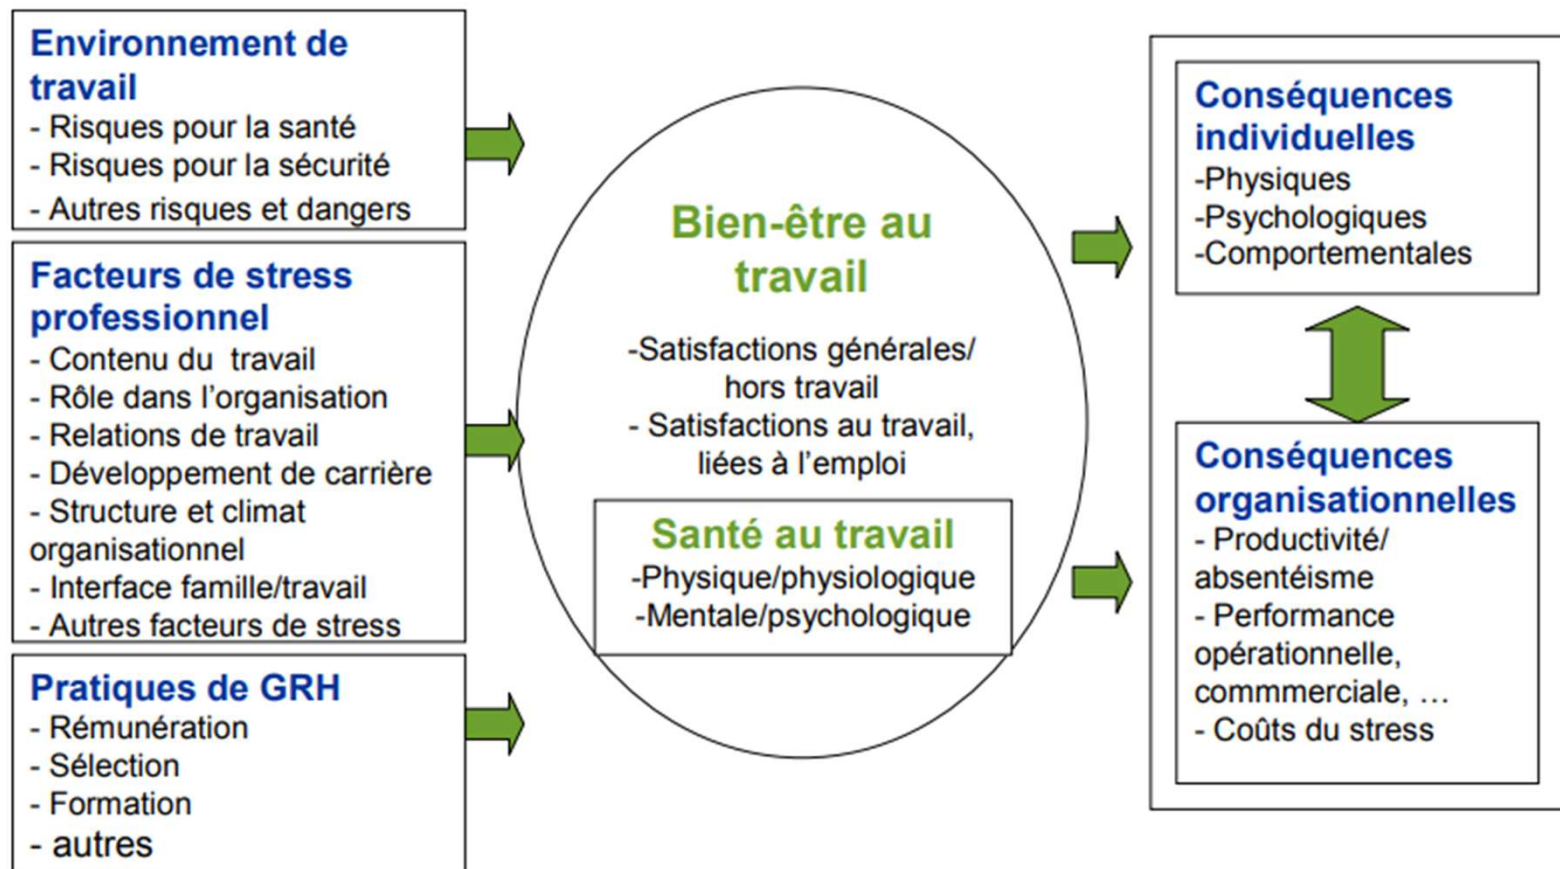 Environnement de
travail
- Risques pour la santé
- Risques pour la sécurité
- Autres risques et dangers
Facteurs de stress
professionnel
- Contenu du travail
- Rôle dans l'organisation
- Relations de travail
- Développement de carrière
- Structure et climat
organisationnel
- Interface famille/travail
- Autres facteurs de stress
Pratiques de GRH
- Rémunération
- Sélection
- Formation
- autres
Bien-être au
travail
-Satisfactions générales/
hors travail
- Satisfactions au travail,
liées à l'emploi
Santé au travail
-Physique/physiologique
-Mentale/psychologique
Conséquences
individuelles
-Physiques
-Psychologiques
-Comportementales
Conséquences
organisationnelles
- Productivité/
absentéisme
- Performance
opérationnelle,
commmerciale, …
- Coûts du stress